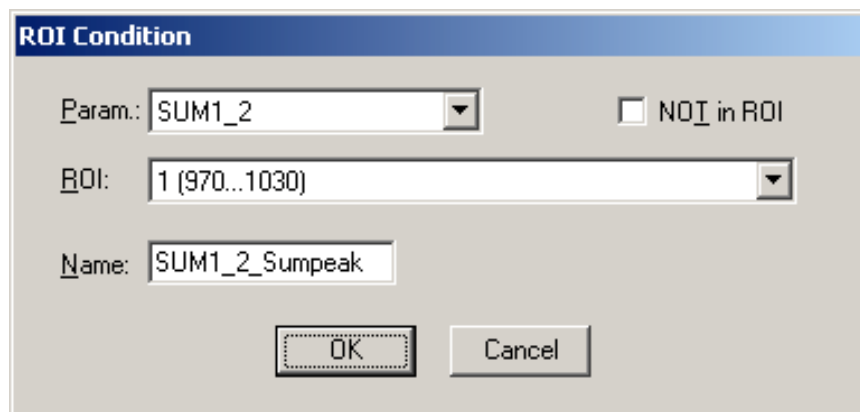 ROI Condition
Param.: SUM1_2 NOT in ROI
ROI: 1 (970...1030)
Name: SUM1_2_Sumpeak
OK Cancel